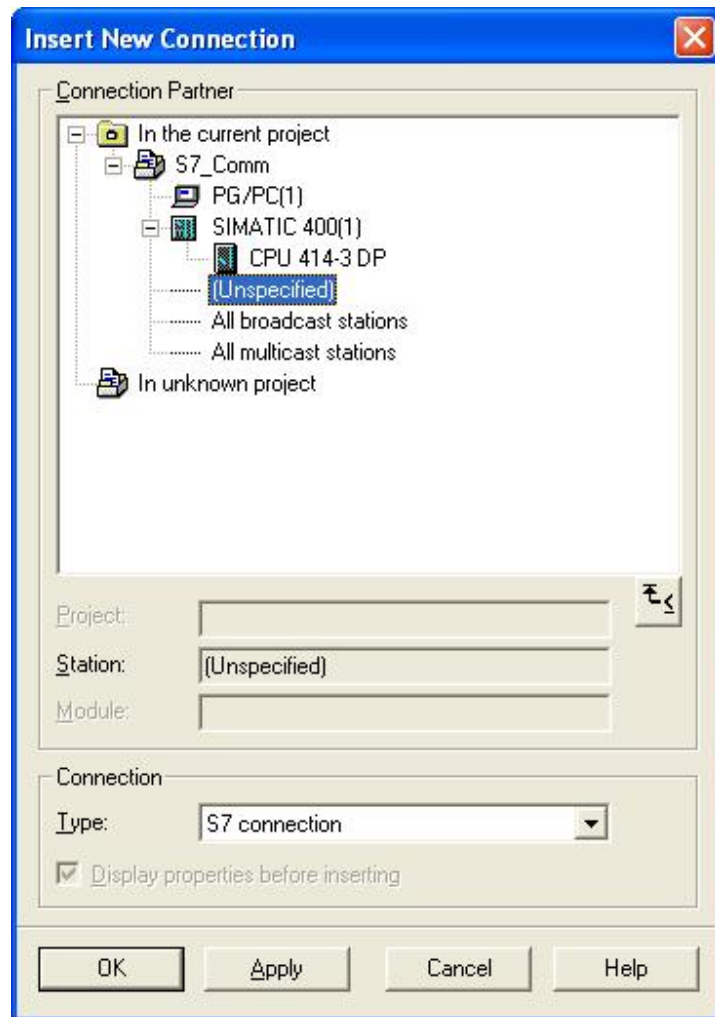 Insert New Connection
Connection Partner
In the current project
S7_Comm
PG/PC(1)
SIMATIC 400(1)
CPU 414-3 DP
(Unspecified)
All broadcast stations
All multicast stations
In unknown project
Project:
Station: (Unspecified)
Module:
Connection
Type: S7 connection
Display properties before inserting
OK Apply Cancel Help